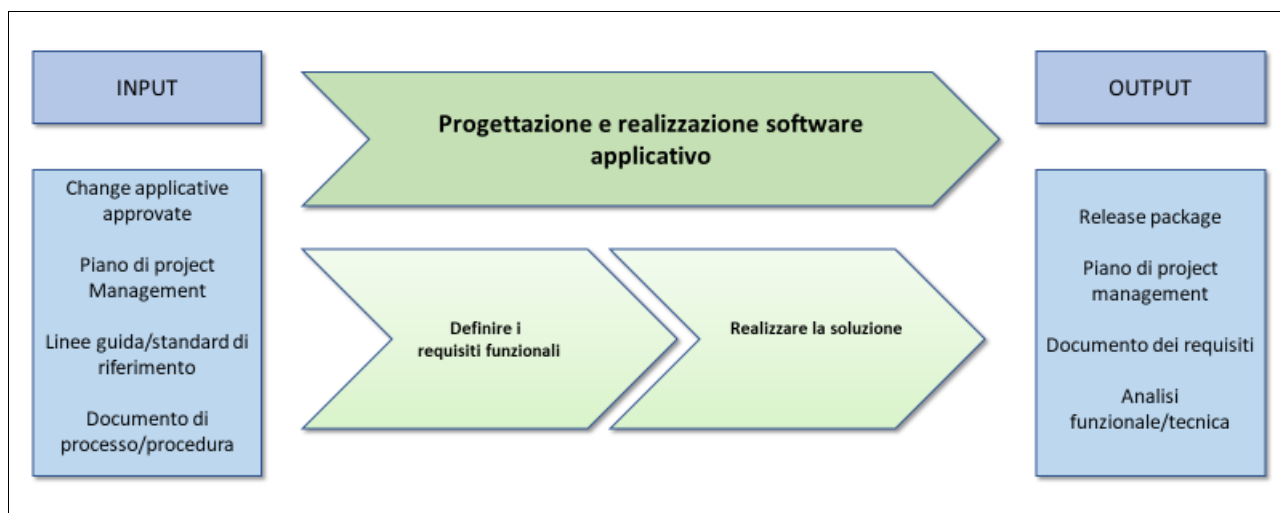 INPUT
Change applicative
approvate
Piano di project
Management
Linee guida/standard di
riferimento
Documento di
processo/procedura
Progettazione e realizzazione software
applicativo
Definire i
requisiti funzionali
Realizzare la soluzione
OUTPUT
Release package
Piano di project
management
Documento dei requisiti
Analisi
funzionale/tecnica